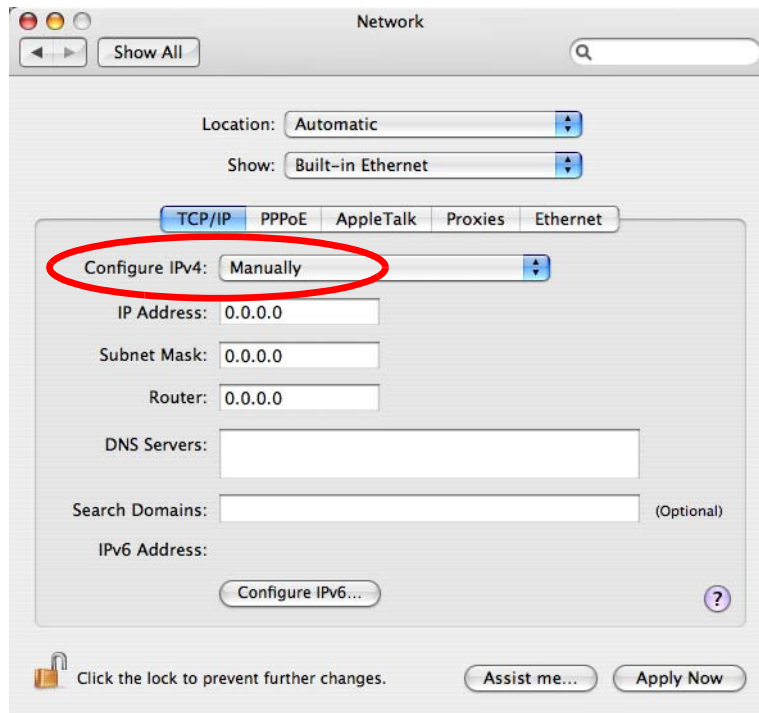 Network
Show All
Location: Automatic
Show: Built-in Ethernet
TCP/IP PPPoE AppleTalk Proxies Ethernet
Configure IPv4: Manually
IP Address: 0.0.0.0
Subnet Mask: 0.0.0.0
Router: 0.0.0.0
DNS Servers:
Search Domains: (Optional)
IPv6 Address:
Configure IPv6... ?
Click the lock to prevent further changes. Assist me... Apply Now